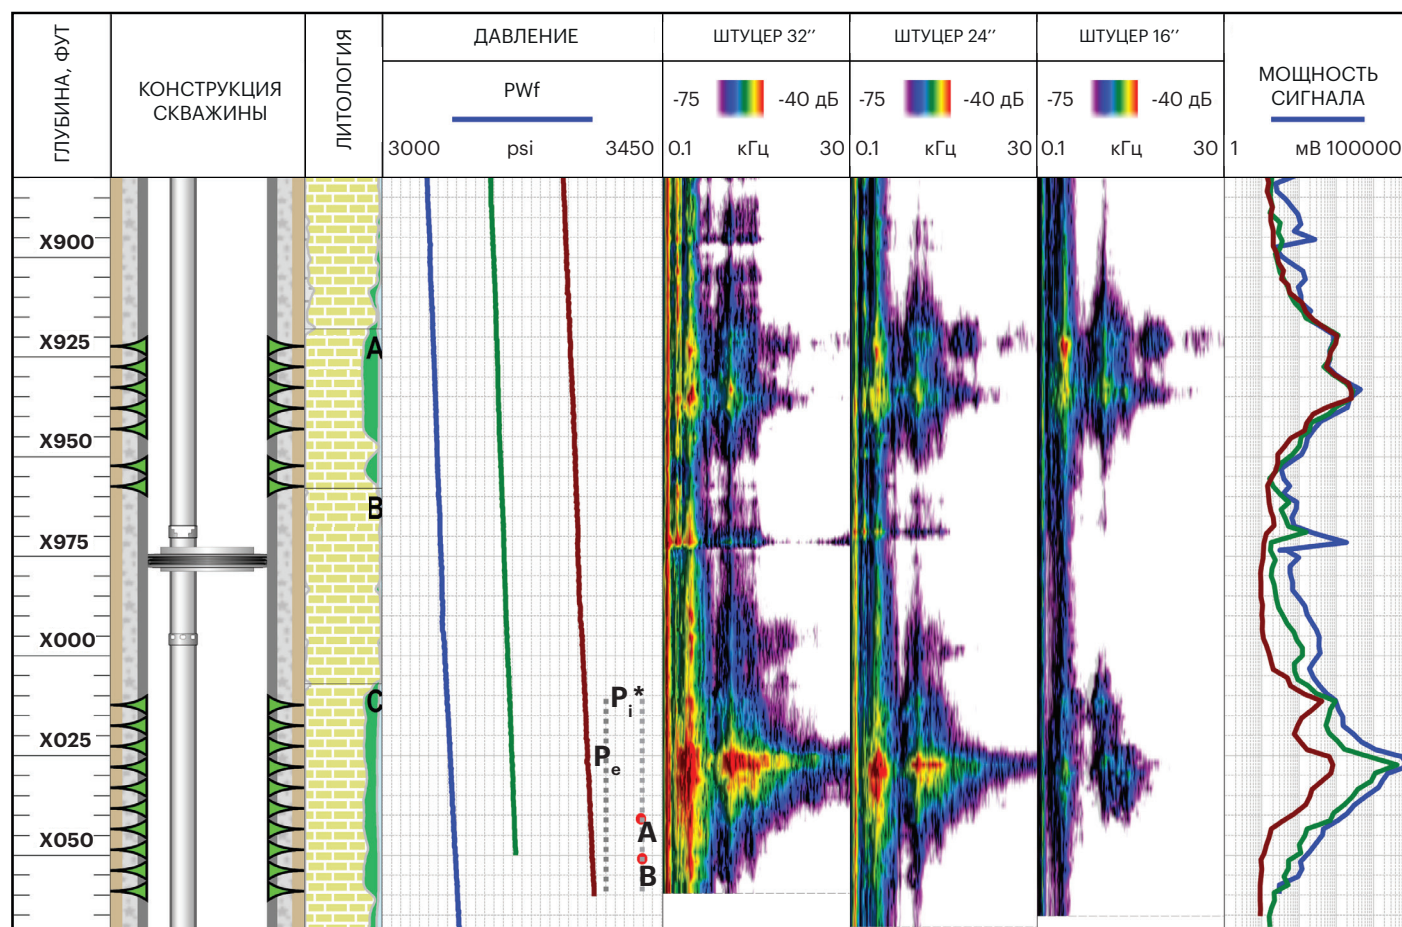 ГЛУБИНА, ФУТ
КОНСТРУКЦИЯ
СКВАЖИНЫ
ЛИТОЛОГИЯ
ДАВЛЕНИЕ
PWf
3000 psi 3450
ШТУЦЕР 32′′
-75 -40 дБ
0.1 кГц 30
ШТУЦЕР 24′′
-75 -40 дБ
0.1 кГц 30
ШТУЦЕР 16′′
-75 -40 дБ
0.1 кГц 30
МОЩНОСТЬ
СИГНАЛА
1 мВ 100000
X900
X925
X950
X975
X000
X025
X050
A
B
C
Pi*
Pe
A
B